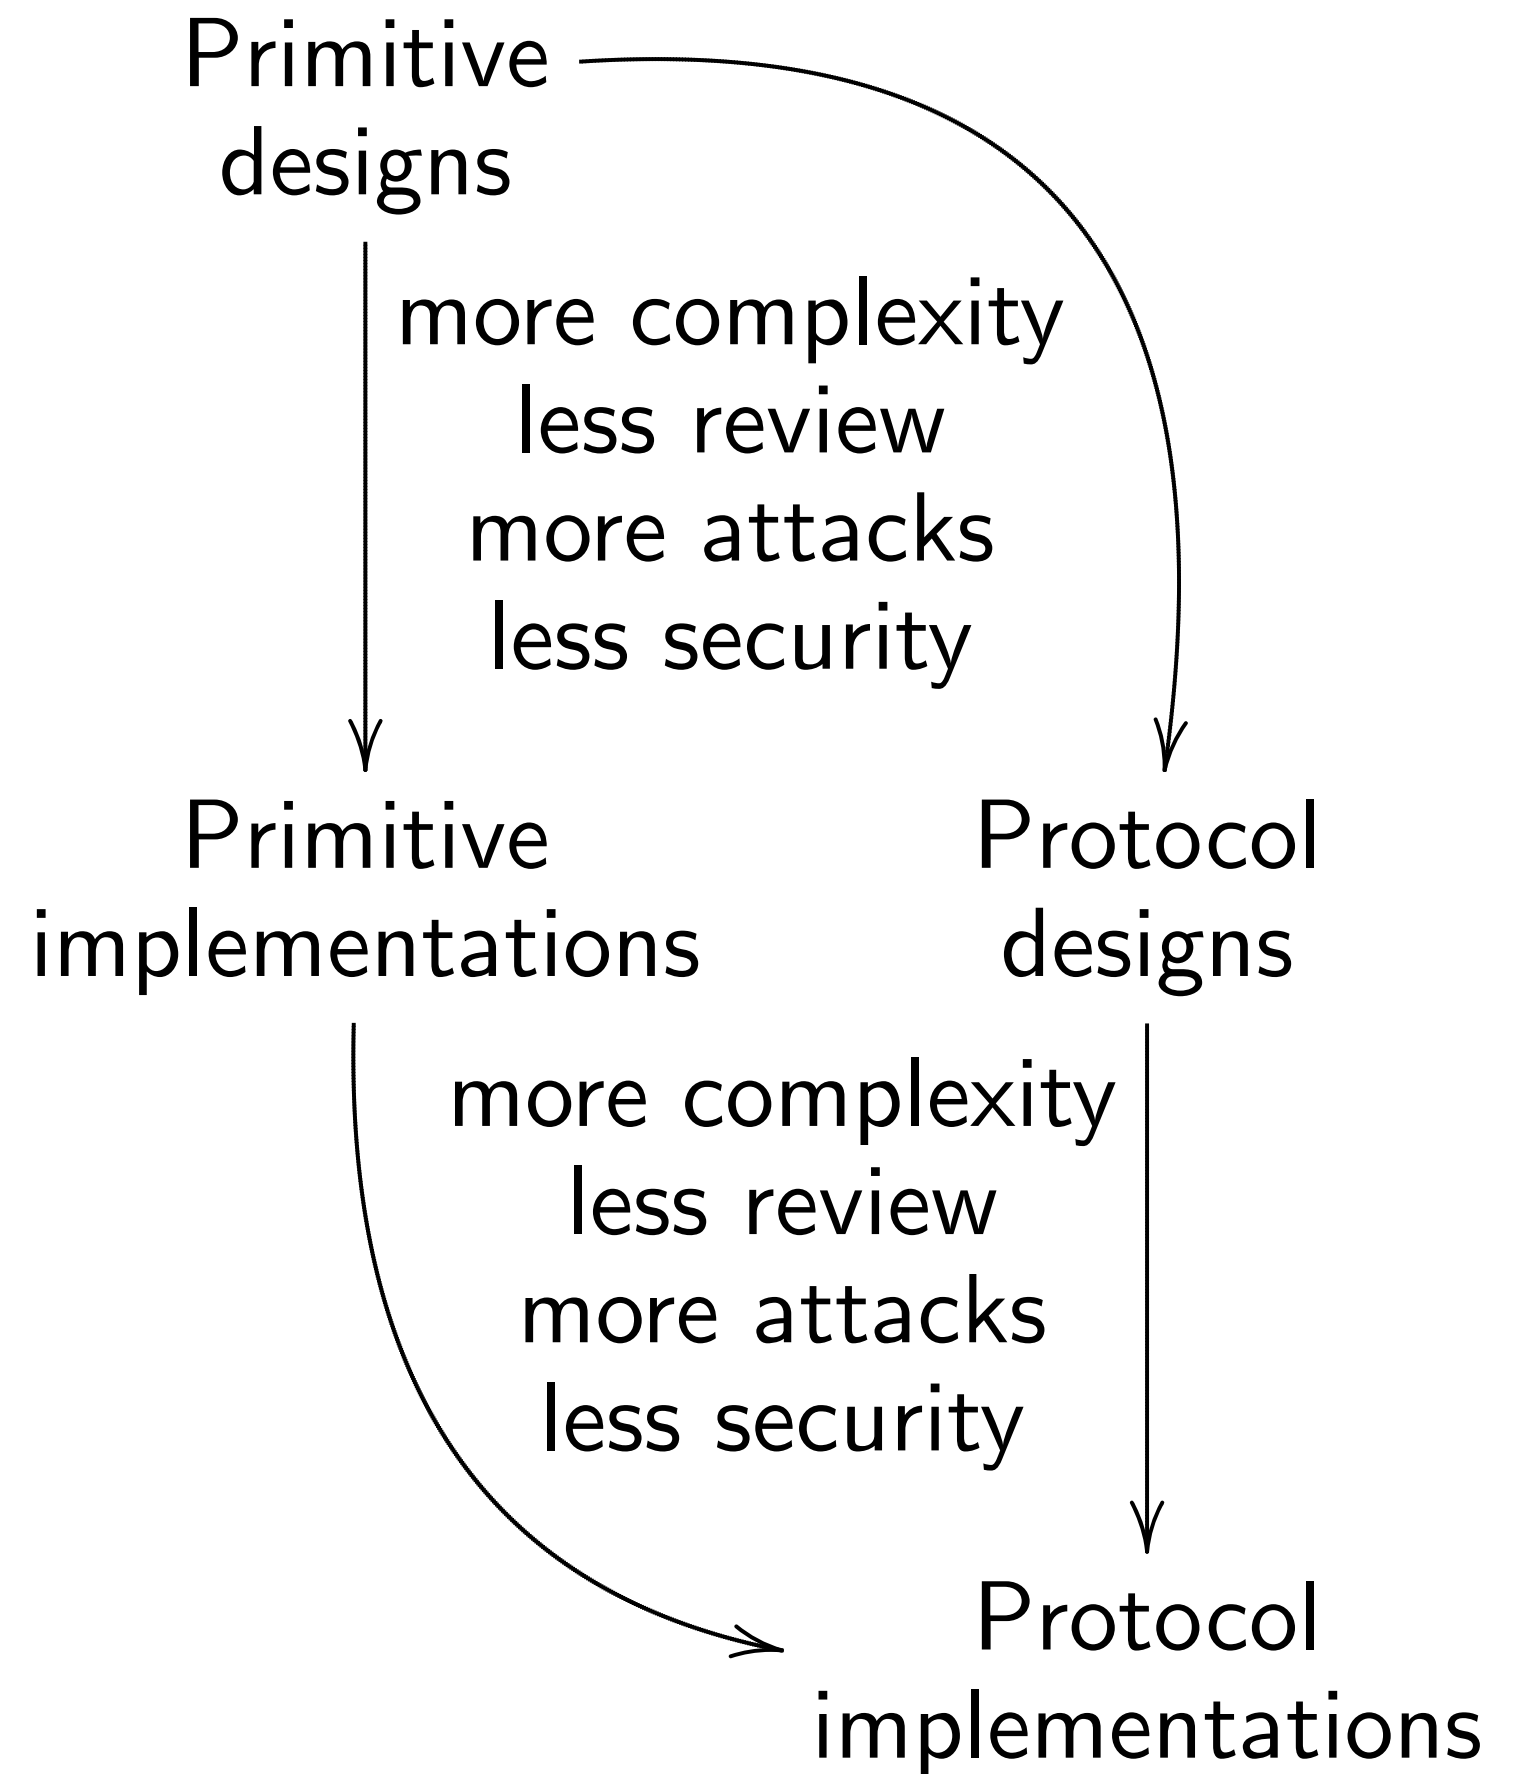 Primitive
designs
more complexity
less review
more attacks
less security
Primitive
implementations
Protocol
designs
more complexity
less review
more attacks
less security
Protocol
implementations